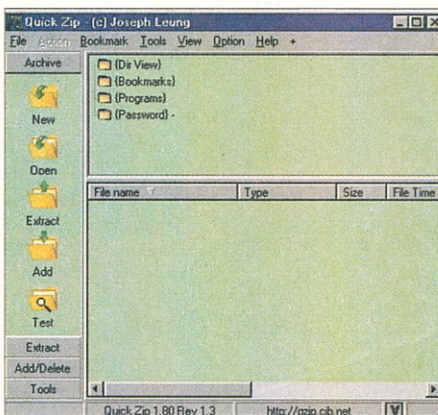 Quick Zip - (c) Joseph Leung
File Action Bookmark Tools View Option Help +
Archive
New
Open
Extract
Add
Test
Extract
Add/Delete
Tools
{Dir View}
{Bookmarks}
{Programs}
{Password} -
File name Type Size File Time
Quick Zip 1.80 Rev 1.3 http://qzip.cjb.net